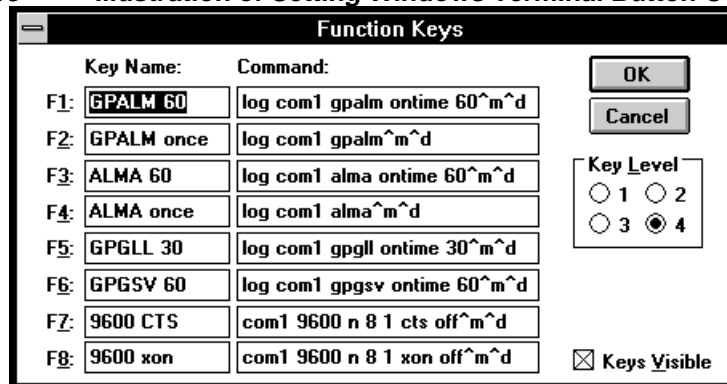 Illustration of Setting Windows Terminal Button
Function Keys
Key Name: Command:
F1: GPALM 60 log com1 gpalm ontime 60^m^d
F2: GPALM once log com1 gpalm^m^d
F3: ALMA 60 log com1 alma ontime 60^m^d
F4: ALMA once log com1 alma^m^d
F5: GPGLL 30 log com1 gpgll ontime 30^m^d
F6: GPGSV 60 log com1 gpgsv ontime 60^m^d
F7: 9600 CTS com1 9600 n 8 1 cts off^m^d
F8: 9600 xon com1 9600 n 8 1 xon off^m^d
OK
Cancel
Key Level
1 2
3 4
Keys Visible